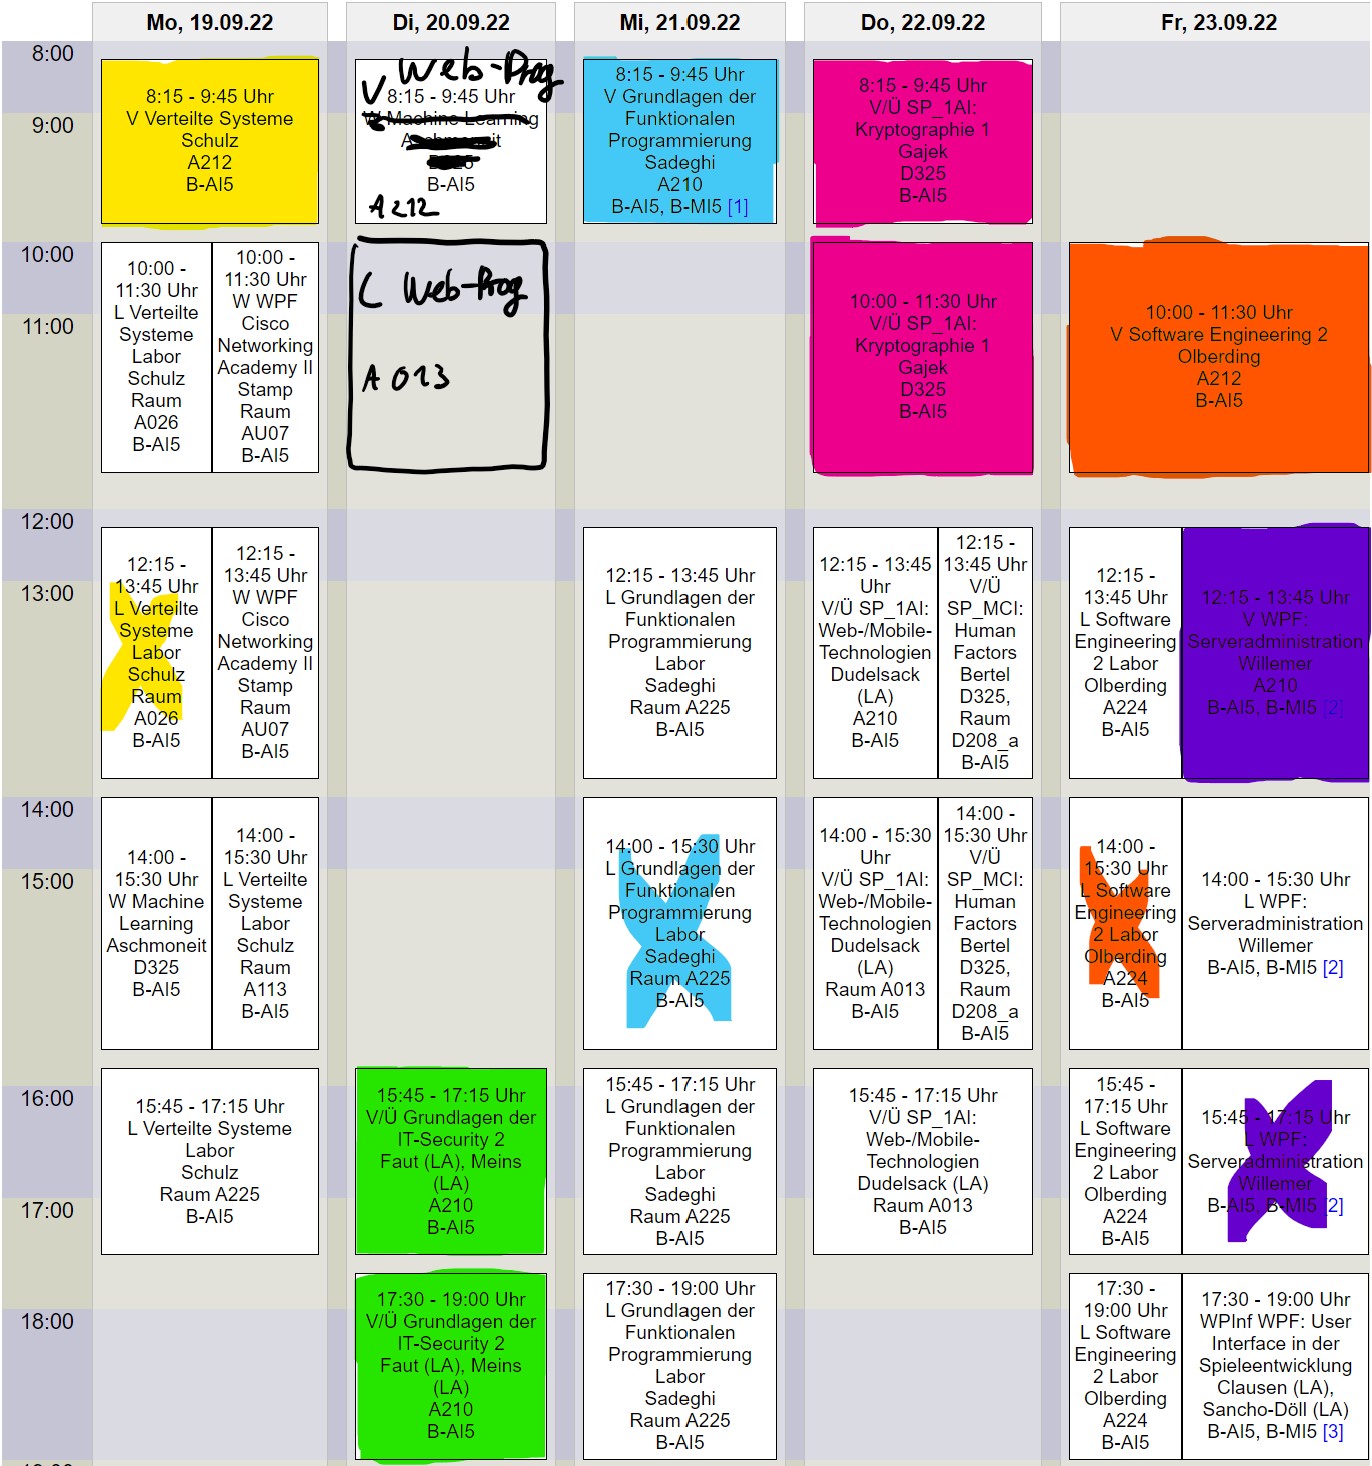 Mo, 19.09.22
Di, 20.09.22
Mi, 21.09.22
Do, 22.09.22
Fr, 23.09.22
8:00
9:00
10:00
11:00
12:00
13:00
14:00
15:00
16:00
17:00
18:00
8:15 - 9:45 Uhr
V Verteilte Systeme
Schulz
A212
B-AI5
10:00 -
11:30 Uhr
L Verteilte
Systeme
Labor
Schulz
Raum
A026
B-AI5
10:00 -
11:30 Uhr
W WPF
Cisco
Networking
Academy II
Stamp
Raum
AU07
B-AI5
12:15 -
13:45 Uhr
L Verteilte
Systeme
Labor
Schulz
Raum
A026
B-AI5
12:15 -
13:45 Uhr
W WPF
Cisco
Networking
Academy II
Stamp
Raum
AU07
B-AI5
14:00 -
15:30 Uhr
W Machine
Learning
Aschmoneit
D325
B-AI5
14:00 -
15:30 Uhr
L Verteilte
Systeme
Labor
Schulz
Raum
A113
B-AI5
15:45 - 17:15 Uhr
L Verteilte Systeme
Labor
Schulz
Raum A225
B-AI5
Web-Prog
V
8:15 - 9:45 Uhr
W Machine Learning
B-AI5
A212
L Web-Prog
A013
15:45 - 17:15 Uhr
V/Ü Grundlagen der
IT-Security 2
Faut (LA), Meins
(LA)
A210
B-AI5
17:30 - 19:00 Uhr
V/Ü Grundlagen der
IT-Security 2
Faut (LA), Meins
(LA)
A210
B-AI5
8:15 - 9:45 Uhr
V Grundlagen der
Funktionalen
Programmierung
Sadeghi
A210
B-AI5, B-MI5 [1]
12:15 - 13:45 Uhr
L Grundlagen der
Funktionalen
Programmierung
Labor
Sadeghi
Raum A225
B-AI5
14:00 - 15:30 Uhr
L Grundlagen der
Funktionalen
Programmierung
Labor
Sadeghi
Raum A225
B-AI5
15:45 - 17:15 Uhr
L Grundlagen der
Funktionalen
Programmierung
Labor
Sadeghi
Raum A225
B-AI5
17:30 - 19:00 Uhr
L Grundlagen der
Funktionalen
Programmierung
Labor
Sadeghi
Raum A225
B-AI5
8:15 - 9:45 Uhr
V/Ü SP_1AI:
Kryptographie 1
Gajek
D325
B-AI5
10:00 - 11:30 Uhr
V/Ü SP_1AI:
Kryptographie 1
Gajek
D325
B-AI5
12:15 - 13:45
Uhr
V/Ü SP_1AI:
Web-/Mobile-
Technologien
Dudelsack
(LA)
A210
B-AI5
12:15 -
13:45 Uhr
V/Ü
SP_MCI:
Human
Factors
Bertel
D325,
Raum
D208_a
B-AI5
14:00 - 15:30
Uhr
V/Ü SP_1AI:
Web-/Mobile-
Technologien
Dudelsack
(LA)
Raum A013
B-AI5
14:00 -
15:30 Uhr
V/Ü
SP_MCI:
Human
Factors
Bertel
D325,
Raum
D208_a
B-AI5
15:45 - 17:15 Uhr
V/Ü SP_1AI:
Web-/Mobile-
Technologien
Dudelsack (LA)
Raum A013
B-AI5
10:00 - 11:30 Uhr
V Software Engineering 2
Olberding
A212
B-AI5
12:15 -
13:45 Uhr
L Software
Engineering
2 Labor
Olberding
A224
B-AI5
12:15 - 13:45 Uhr
V WPF:
Serveradministration
Willemer
A210
B-AI5, B-MI5 [2]
14:00 -
15:30 Uhr
L Software
Engineering
2 Labor
Olberding
A224
B-AI5
14:00 - 15:30 Uhr
L WPF:
Serveradministration
Willemer
B-AI5, B-MI5 [2]
15:45 -
17:15 Uhr
L Software
Engineering
2 Labor
Olberding
A224
B-AI5
15:45 - 17:15 Uhr
L WPF:
Serveradministration
Willemer
B-AI5, B-MI5 [2]
17:30 -
19:00 Uhr
L Software
Engineering
2 Labor
Olberding
A224
B-AI5
17:30 - 19:00 Uhr
WPInf WPF: User
Interface in der
Spieleentwicklung
Clausen (LA),
Sancho-Döll (LA)
B-AI5, B-MI5 [3]